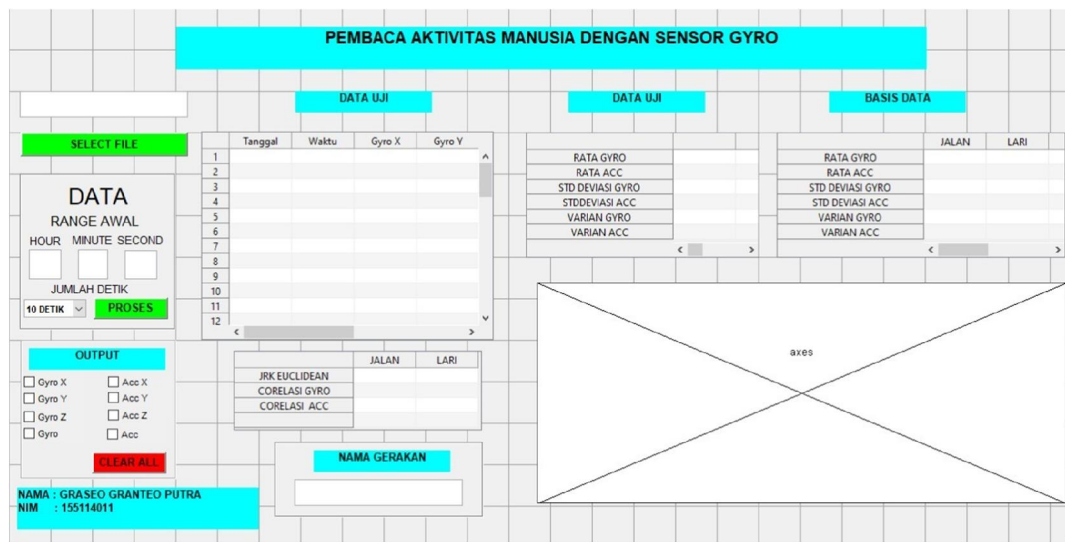 PEMBACA AKTIVITAS MANUSIA DENGAN SENSOR GYRO
SELECT FILE
DATA
RANGE AWAL
HOUR MINUTE SECOND
JUMLAH DETIK
10 DETIK PROSES
OUTPUT
Gyro X Acc X
Gyro Y Acc Y
Gyro Z Acc Z
Gyro Acc
CLEAR ALL
NAMA : GRASEO GRANTEO PUTRA
NIM : 155114011
DATA UJI
Tanggal Waktu Gyro X Gyro Y
1
2
3
4
5
6
7
8
9
10
11
12
JALAN LARI
JRK EUCLIDEAN
CORELASI GYRO
CORELASI ACC
NAMA GERAKAN
DATA UJI
RATA GYRO
RATA ACC
STD DEVIASI GYRO
STDDEVIASI ACC
VARIAN GYRO
VARIAN ACC
BASIS DATA
JALAN LARI
RATA GYRO
RATA ACC
STD DEVIASI GYRO
STD DEVIASI ACC
VARIAN GYRO
VARIAN ACC
axes